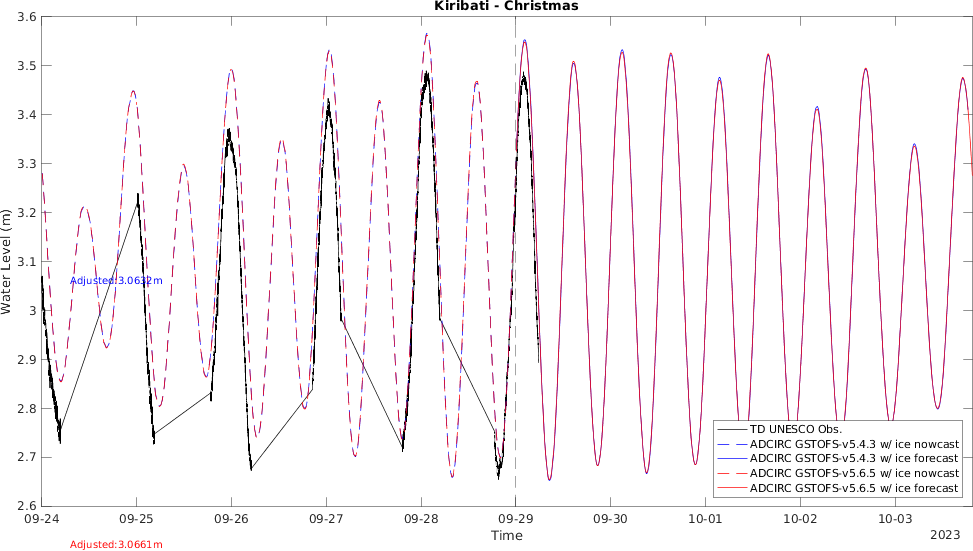 Kiribati - Christmas
3.6
3.5
3.4
3.3
3.2
3.1
3
2.9
2.8
2.7
2.6
Water Level (m)
Adjusted:3.0632m
TD UNESCO Obs.
ADCIRC GSTOFS-v5.4.3 w/ ice nowcast
ADCIRC GSTOFS-v5.4.3 w/ ice forecast
ADCIRC GSTOFS-v5.6.5 w/ ice nowcast
ADCIRC GSTOFS-v5.6.5 w/ ice forecast
09-24 09-25 09-26 09-27 09-28 09-29 09-30 10-01 10-02 10-03
Time
2023
Adjusted:3.0661m